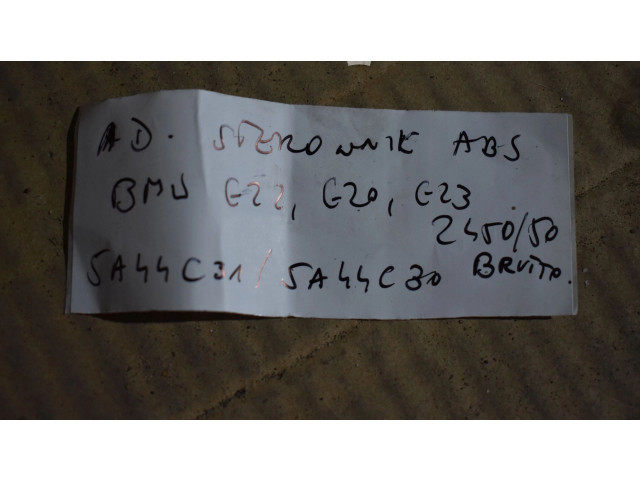 AD. STEROWNIK ABS
BMW G22, G20, G23
2450/50
5A44C31/5A44C30 BRUTTO.